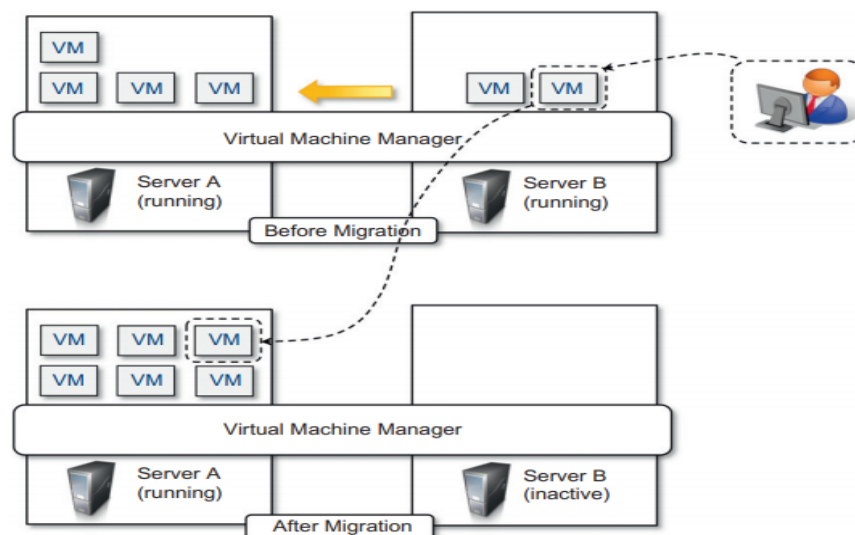 VM
VM VM VM VM VM
Virtual Machine Manager
Server A
(running)
Server B
(running)
Before Migration
VM VM VM
VM VM VM
Virtual Machine Manager
Server A
(running)
Server B
(inactive)
After Migration